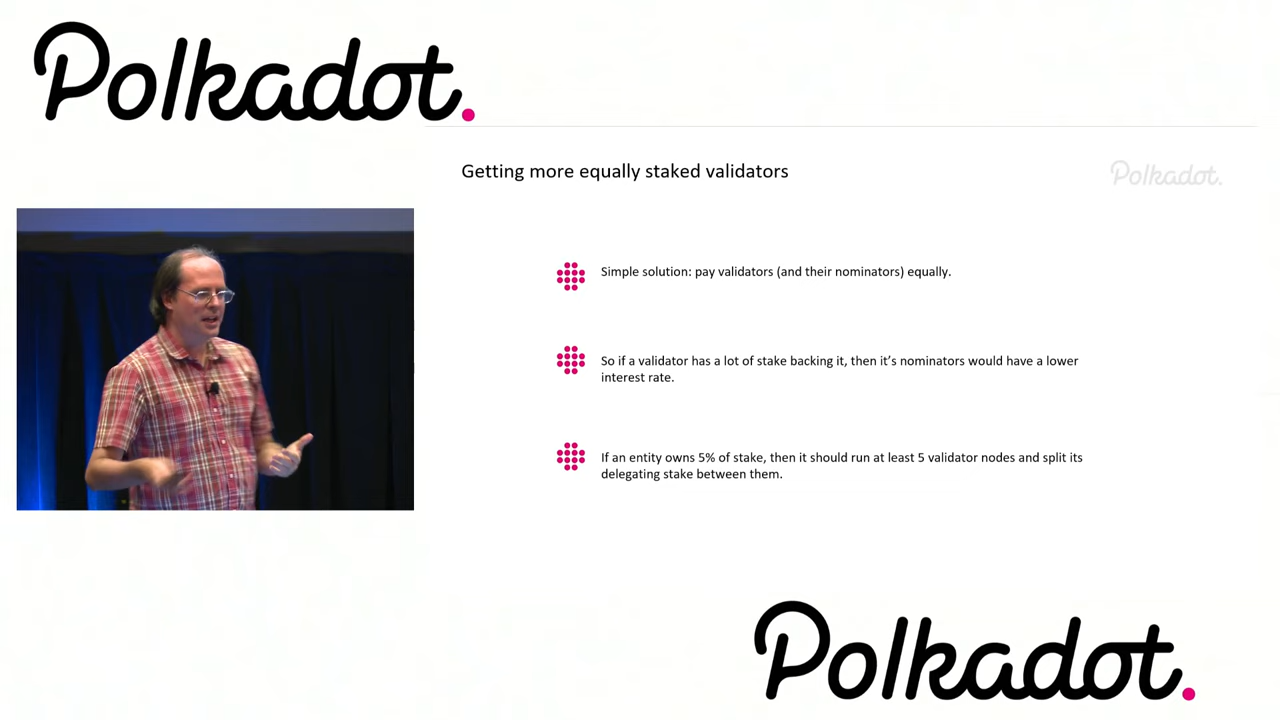 Polkadot.
Getting more equally staked validators
Polkadot.
Simple solution: pay validators (and their nominators) equally.
So if a validator has a lot of stake backing it, then it's nominators would have a lower
interest rate.
If an entity owns 5% of stake, then it should run at least 5 validator nodes and split its
delegating stake between them.
Polkadot.